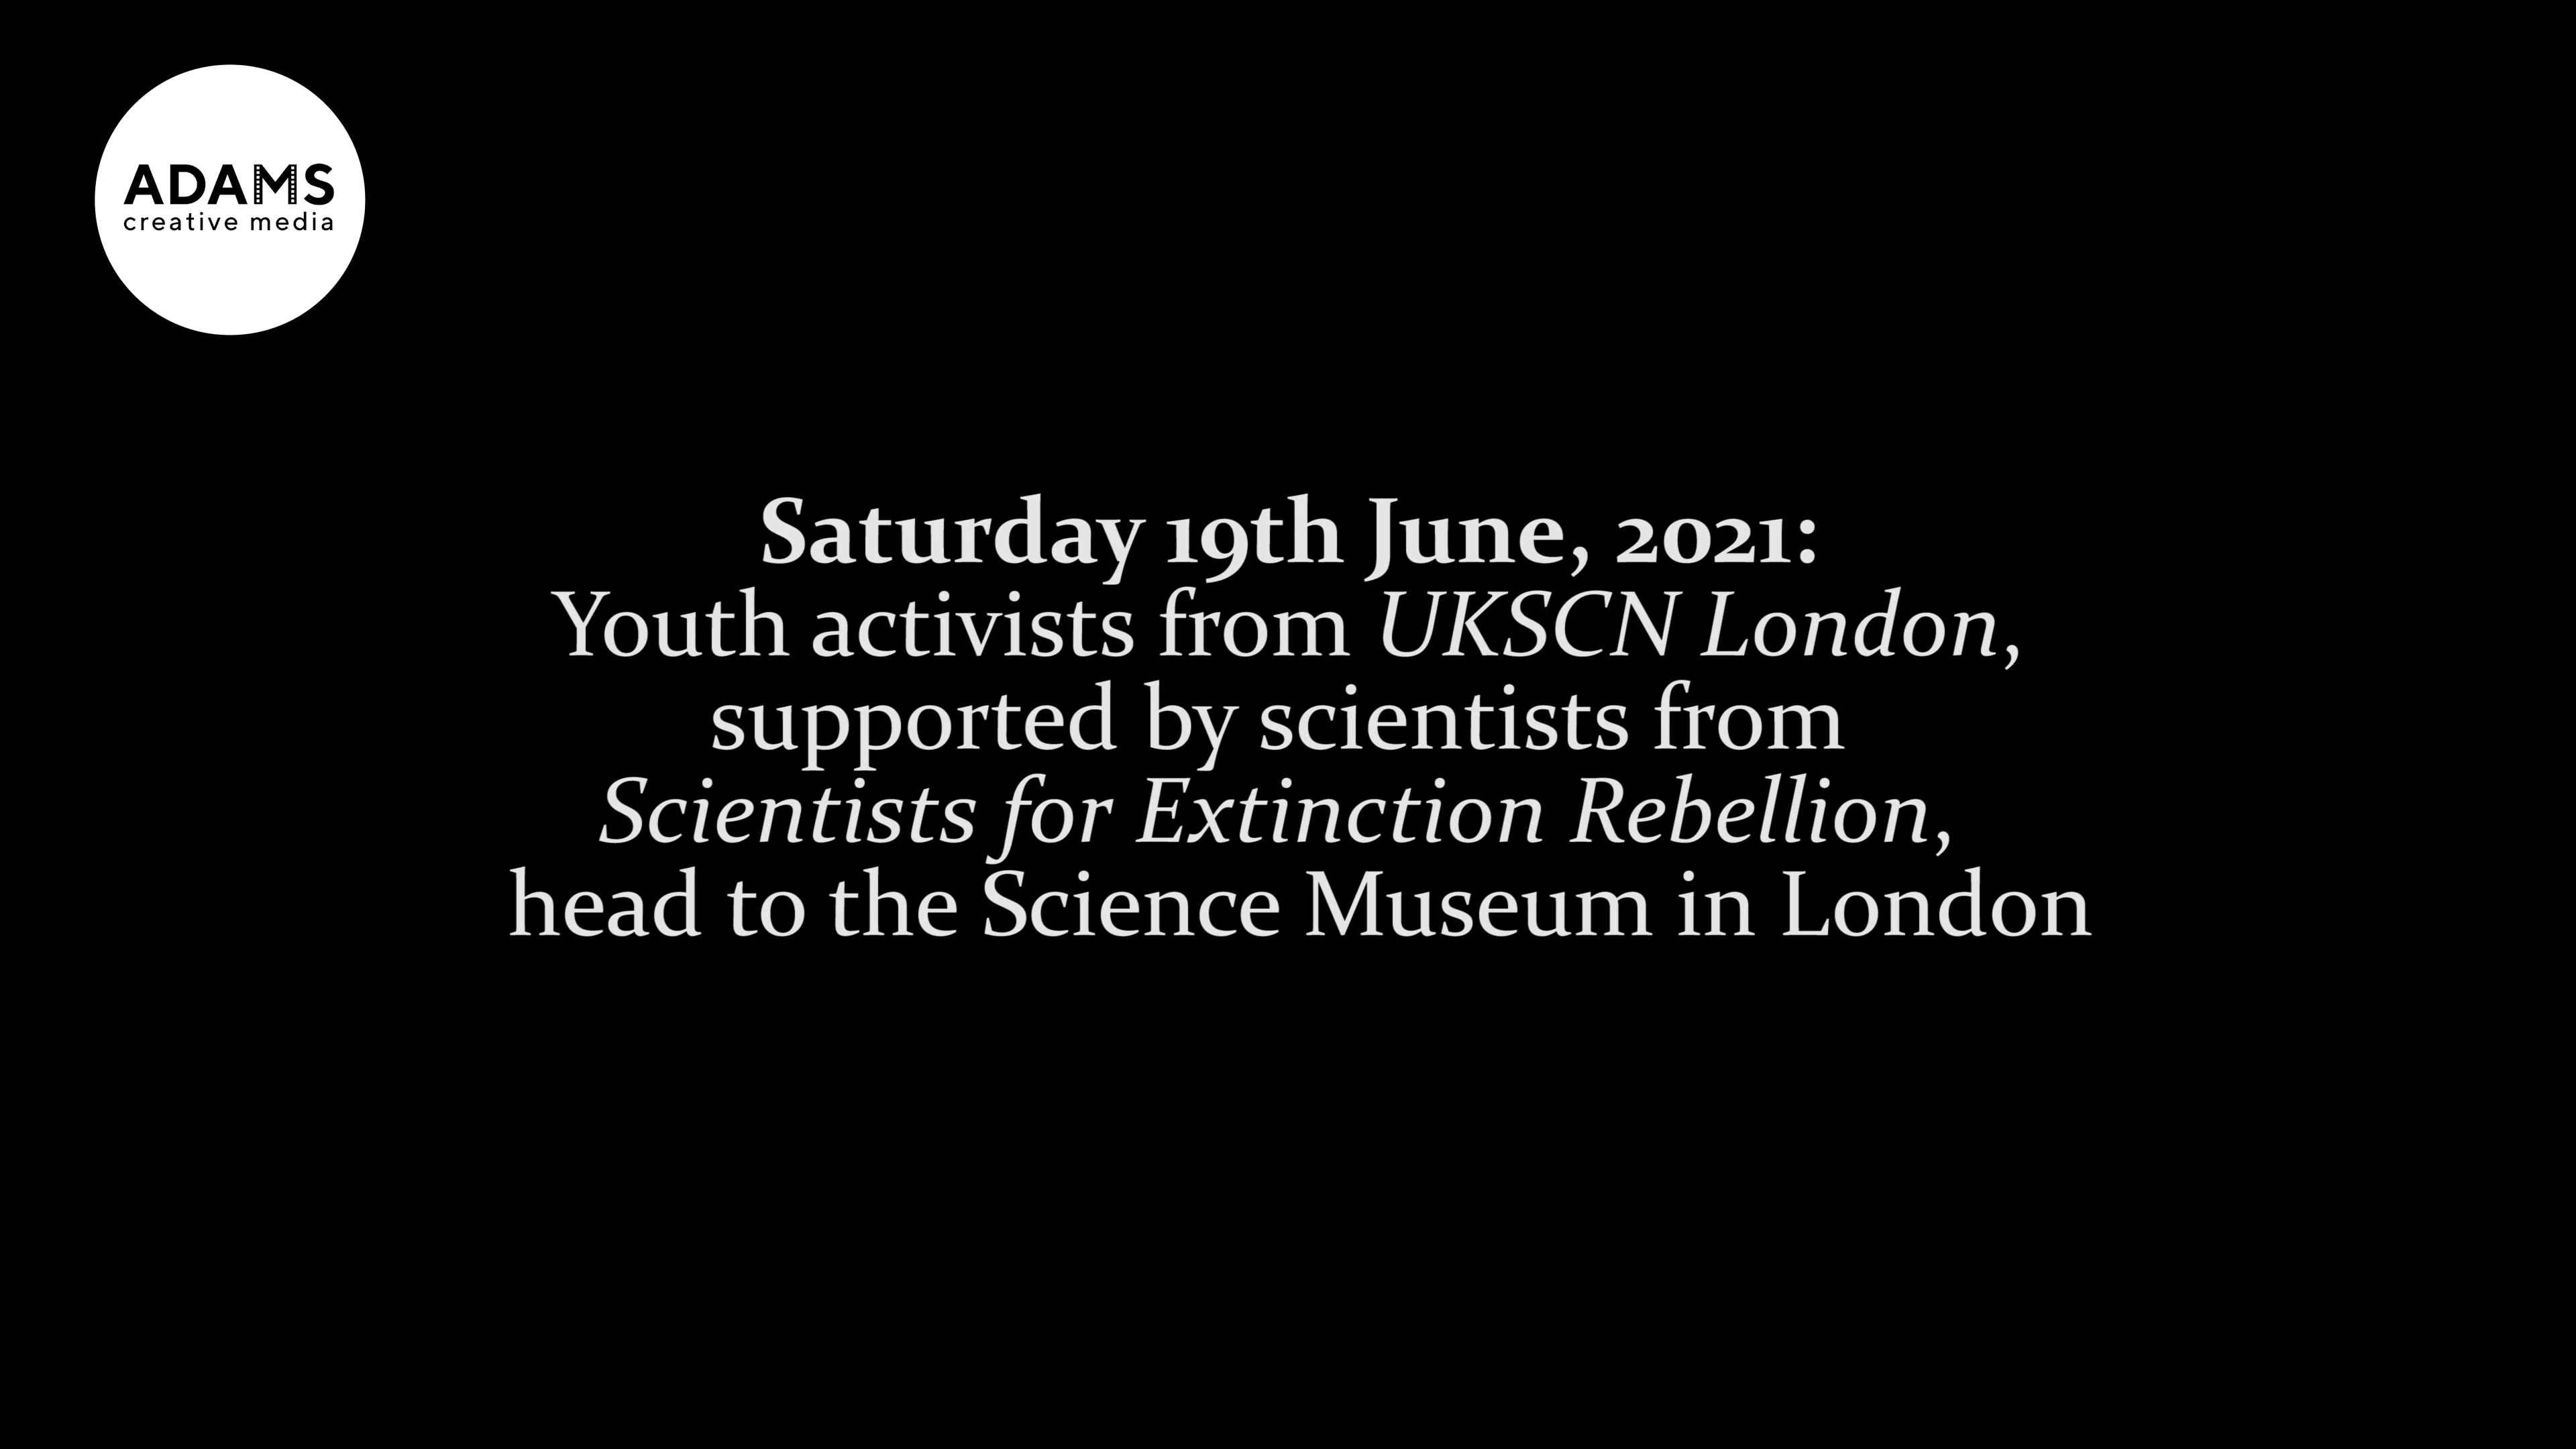 ADAMS
creative media
Saturday 19th June, 2021:
Youth activists from UKSCN London,
supported by scientists from
Scientists for Extinction Rebellion,
head to the Science Museum in London